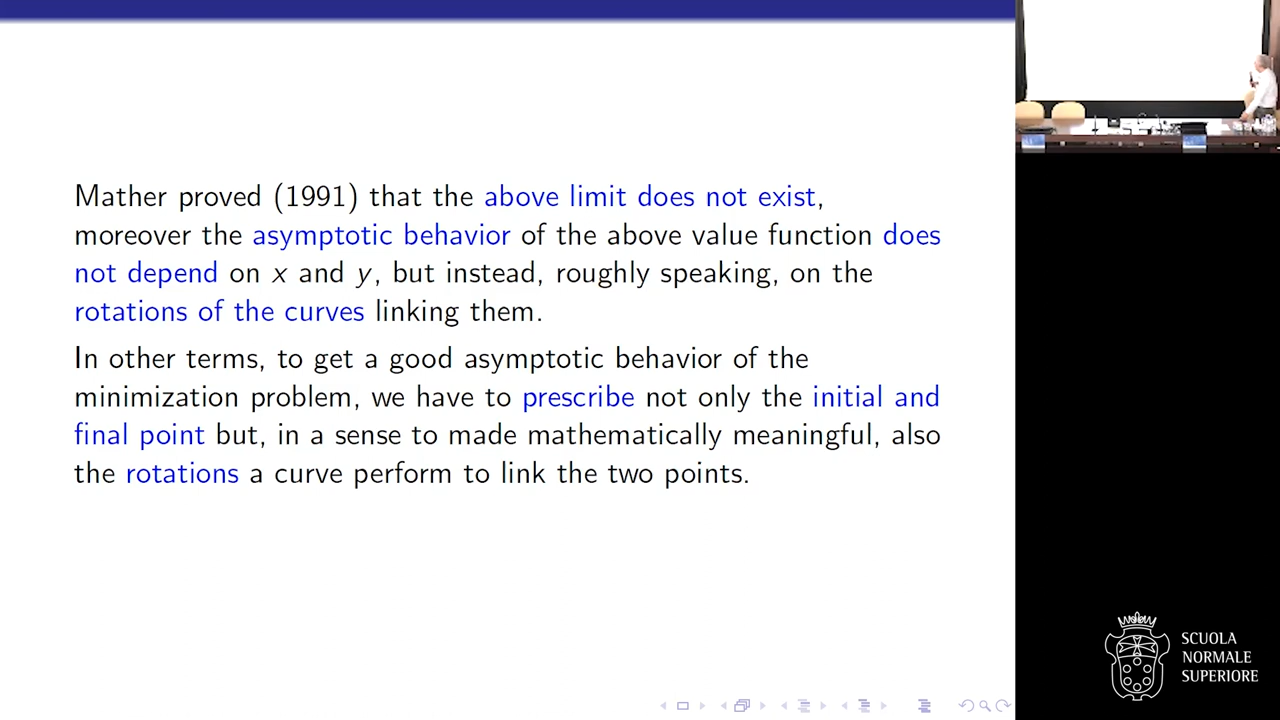 Mather proved (1991) that the above limit does not exist,
moreover the asymptotic behavior of the above value function does
not depend on x and y, but instead, roughly speaking, on the
rotations of the curves linking them.
In other terms, to get a good asymptotic behavior of the
minimization problem, we have to prescribe not only the initial and
final point but, in a sense to made mathematically meaningful, also
the rotations a curve perform to link the two points.
SCUOLA
NORMALE
SUPERIORE